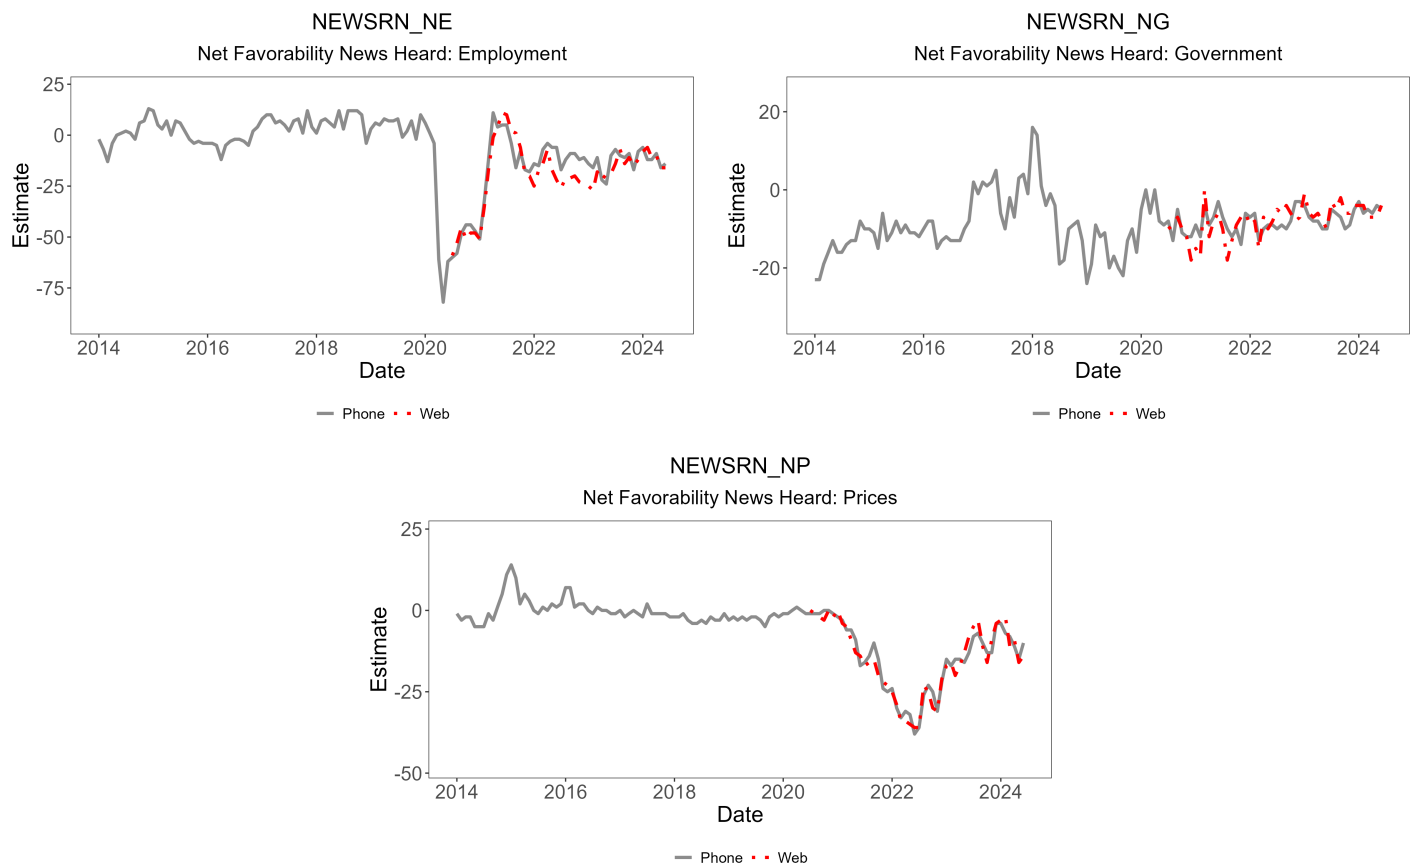 NEWSRN_NE
Net Favorability News Heard: Employment
25
0
-25
-50
-75
Estimate
2014 2016 2018 2020 2022 2024
Date
Phone Web
NEWSRN_NG
Net Favorability News Heard: Government
20
0
-20
Estimate
2014 2016 2018 2020 2022 2024
Date
Phone Web
NEWSRN_NP
Net Favorability News Heard: Prices
25
0
-25
-50
Estimate
2014 2016 2018 2020 2022 2024
Date
Phone Web